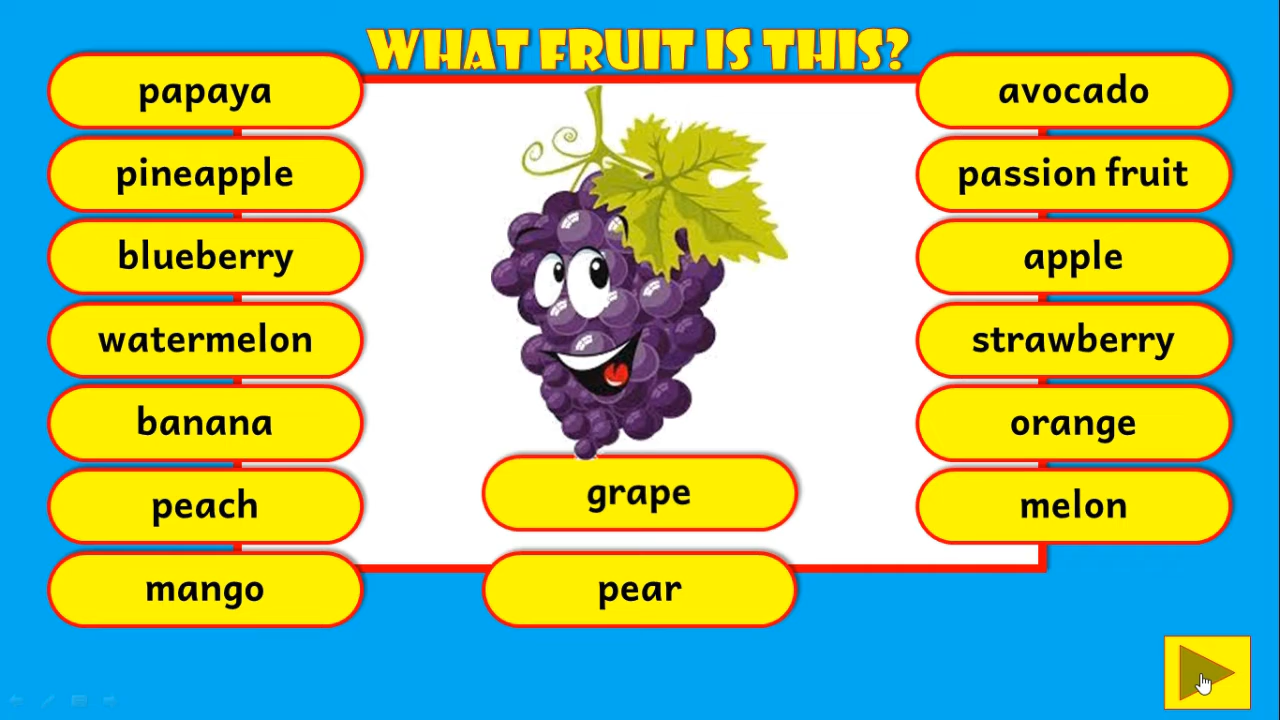 WHAT FRUIT IS THIS?
papaya
pineapple
blueberry
watermelon
banana
peach
mango
grape
pear
avocado
passion fruit
apple
strawberry
orange
melon